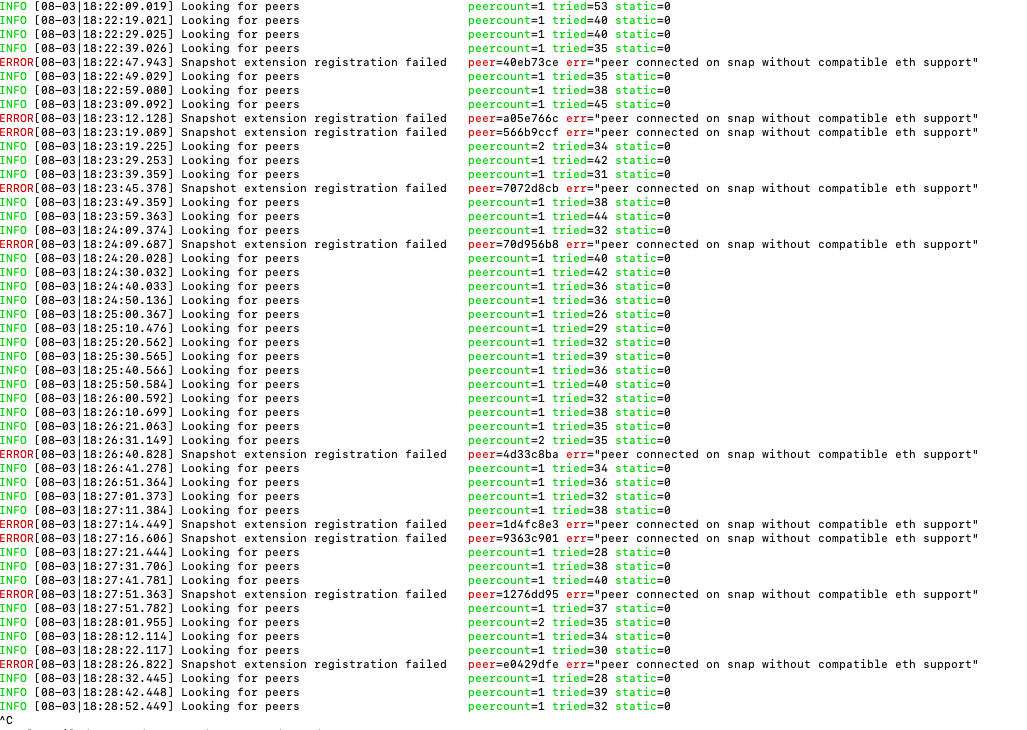 INFO [08-03|18:22:09.019] Looking for peers peercount=1 tried=53 static=0
INFO [08-03|18:22:19.021] Looking for peers peercount=1 tried=40 static=0
INFO [08-03|18:22:29.025] Looking for peers peercount=1 tried=40 static=0
INFO [08-03|18:22:39.026] Looking for peers peercount=1 tried=35 static=0
ERROR[08-03|18:22:47.943] Snapshot extension registration failed peer=40eb73ce err="peer connected on snap without compatible eth support"
INFO [08-03|18:22:49.029] Looking for peers peercount=1 tried=35 static=0
INFO [08-03|18:22:59.080] Looking for peers peercount=1 tried=38 static=0
INFO [08-03|18:23:09.092] Looking for peers peercount=1 tried=45 static=0
ERROR[08-03|18:23:12.128] Snapshot extension registration failed peer=a05e766c err="peer connected on snap without compatible eth support"
ERROR[08-03|18:23:19.089] Snapshot extension registration failed peer=566b9ccf err="peer connected on snap without compatible eth support"
INFO [08-03|18:23:19.225] Looking for peers peercount=2 tried=34 static=0
INFO [08-03|18:23:29.253] Looking for peers peercount=1 tried=42 static=0
INFO [08-03|18:23:39.359] Looking for peers peercount=1 tried=31 static=0
ERROR[08-03|18:23:45.378] Snapshot extension registration failed peer=7072d8cb err="peer connected on snap without compatible eth support"
INFO [08-03|18:23:49.359] Looking for peers peercount=1 tried=38 static=0
INFO [08-03|18:23:59.363] Looking for peers peercount=1 tried=44 static=0
INFO [08-03|18:24:09.374] Looking for peers peercount=1 tried=32 static=0
ERROR[08-03|18:24:09.687] Snapshot extension registration failed peer=70d956b8 err="peer connected on snap without compatible eth support"
INFO [08-03|18:24:20.028] Looking for peers peercount=1 tried=40 static=0
INFO [08-03|18:24:30.032] Looking for peers peercount=1 tried=42 static=0
INFO [08-03|18:24:40.033] Looking for peers peercount=1 tried=36 static=0
INFO [08-03|18:24:50.136] Looking for peers peercount=1 tried=36 static=0
INFO [08-03|18:25:00.367] Looking for peers peercount=1 tried=26 static=0
INFO [08-03|18:25:10.476] Looking for peers peercount=1 tried=29 static=0
INFO [08-03|18:25:20.562] Looking for peers peercount=1 tried=32 static=0
INFO [08-03|18:25:30.565] Looking for peers peercount=1 tried=39 static=0
INFO [08-03|18:25:40.566] Looking for peers peercount=1 tried=36 static=0
INFO [08-03|18:25:50.584] Looking for peers peercount=1 tried=40 static=0
INFO [08-03|18:26:00.592] Looking for peers peercount=1 tried=32 static=0
INFO [08-03|18:26:10.699] Looking for peers peercount=1 tried=38 static=0
INFO [08-03|18:26:21.063] Looking for peers peercount=1 tried=35 static=0
INFO [08-03|18:26:31.149] Looking for peers peercount=2 tried=35 static=0
ERROR[08-03|18:26:40.828] Snapshot extension registration failed peer=4d33c8ba err="peer connected on snap without compatible eth support"
INFO [08-03|18:26:41.278] Looking for peers peercount=1 tried=34 static=0
INFO [08-03|18:26:51.364] Looking for peers peercount=1 tried=36 static=0
INFO [08-03|18:27:01.373] Looking for peers peercount=1 tried=32 static=0
INFO [08-03|18:27:11.384] Looking for peers peercount=1 tried=38 static=0
ERROR[08-03|18:27:14.449] Snapshot extension registration failed peer=1d4fc8e3 err="peer connected on snap without compatible eth support"
ERROR[08-03|18:27:16.606] Snapshot extension registration failed peer=9363c901 err="peer connected on snap without compatible eth support"
INFO [08-03|18:27:21.444] Looking for peers peercount=1 tried=28 static=0
INFO [08-03|18:27:31.706] Looking for peers peercount=1 tried=38 static=0
INFO [08-03|18:27:41.781] Looking for peers peercount=1 tried=40 static=0
ERROR[08-03|18:27:51.363] Snapshot extension registration failed peer=1276dd95 err="peer connected on snap without compatible eth support"
INFO [08-03|18:27:51.782] Looking for peers peercount=1 tried=37 static=0
INFO [08-03|18:28:01.955] Looking for peers peercount=2 tried=35 static=0
INFO [08-03|18:28:12.114] Looking for peers peercount=1 tried=34 static=0
INFO [08-03|18:28:22.117] Looking for peers peercount=1 tried=30 static=0
ERROR[08-03|18:28:26.822] Snapshot extension registration failed peer=e0429dfe err="peer connected on snap without compatible eth support"
INFO [08-03|18:28:32.445] Looking for peers peercount=1 tried=28 static=0
INFO [08-03|18:28:42.448] Looking for peers peercount=1 tried=39 static=0
INFO [08-03|18:28:52.449] Looking for peers peercount=1 tried=32 static=0
^C